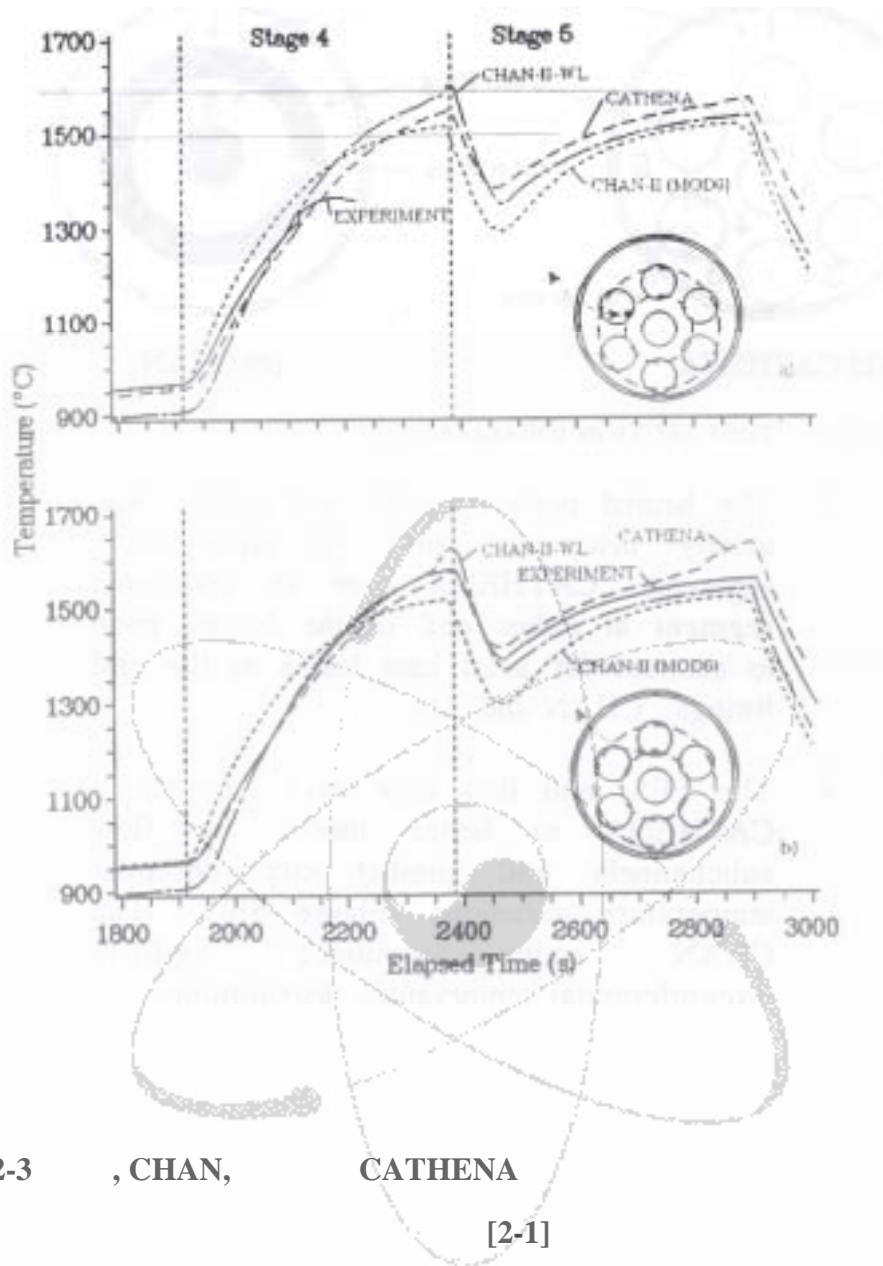 Stage 4 Stage 5
1700
1500
1300
1100
900
CHAN-II-WL
CATHENA
CHAN-II (MOD6)
EXPERIMENT
Temperature (°C)
1700
1500
1300
1100
900
CHAN-II-WL
CATHENA
EXPERIMENT
CHAN-II (MOD6)
b)
1800 2000 2200 2400 2600 2800 3000
Elapsed Time (s)
2-3 , CHAN, CATHENA
[2-1]